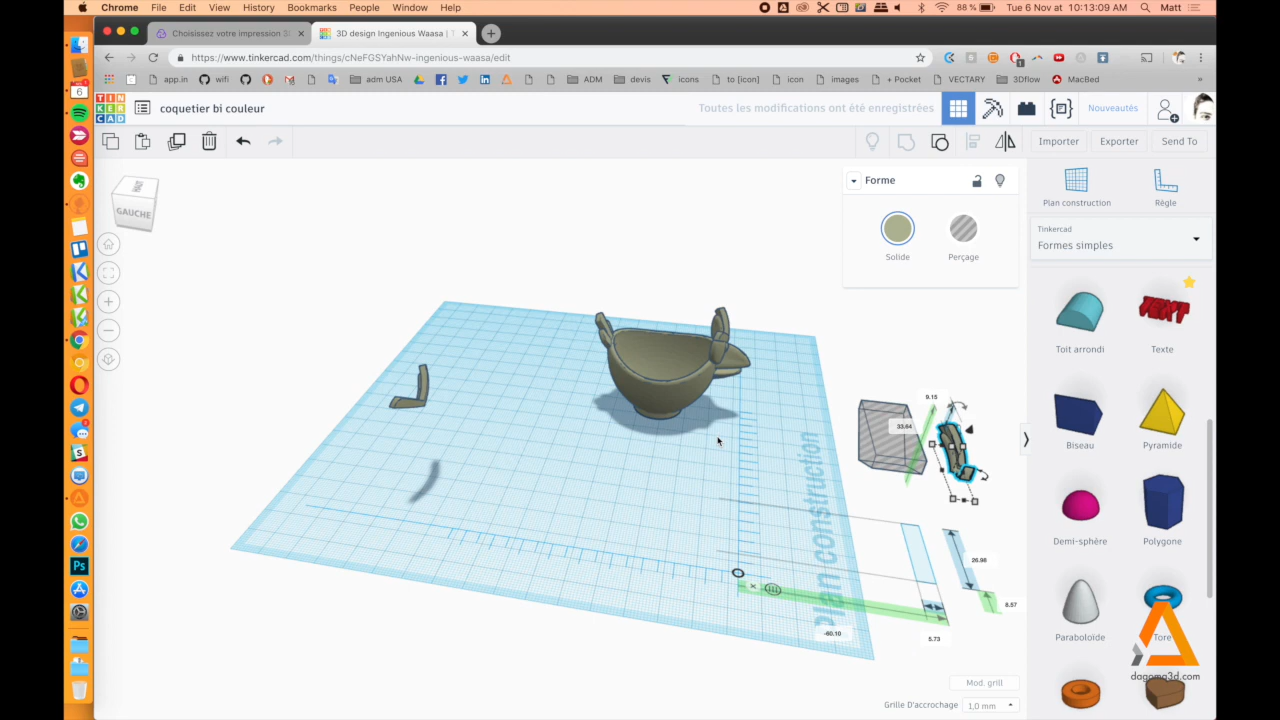 Chrome File Edit View History Bookmarks People Window Help
88 % Tue 6 Nov at 10:13:09 AM Matt
Choisissez votre impression 3
3D design Ingenious Waasa | T
https://www.tinkercad.com/things/cNeFGSYahNw-ingenious-waasa/edit
app.in wifi adm USA ADM devis icons to [icon] icon images + Pocket VECTARY 3Dflow MacBed
TIN
KER
CAD
coquetier bi couleur
Toutes les modifications ont été enregistrées
Nouveautés
Importer
Exporter
Send To
GAUCHE
Forme
Solide
Perçage
Plan construction
Règle
Tinkercad
Formes simples
TEXT
Toit arrondi
Texte
Biseau
Pyramide
Demi-sphère
Polygone
Paraboloïde
Tore
9.15
33.64
26.98
8.57
5.73
-60.10
Plan construction
Mod. grill
Grille D'accrochage
1,0 mm
dagoma3d.com